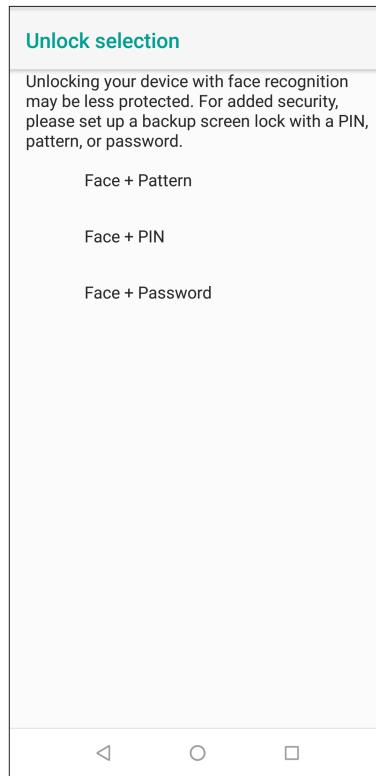 Unlock selection
Unlocking your device with face recognition
may be less protected. For added security,
please set up a backup screen lock with a PIN,
pattern, or password.
Face + Pattern
Face + PIN
Face + Password